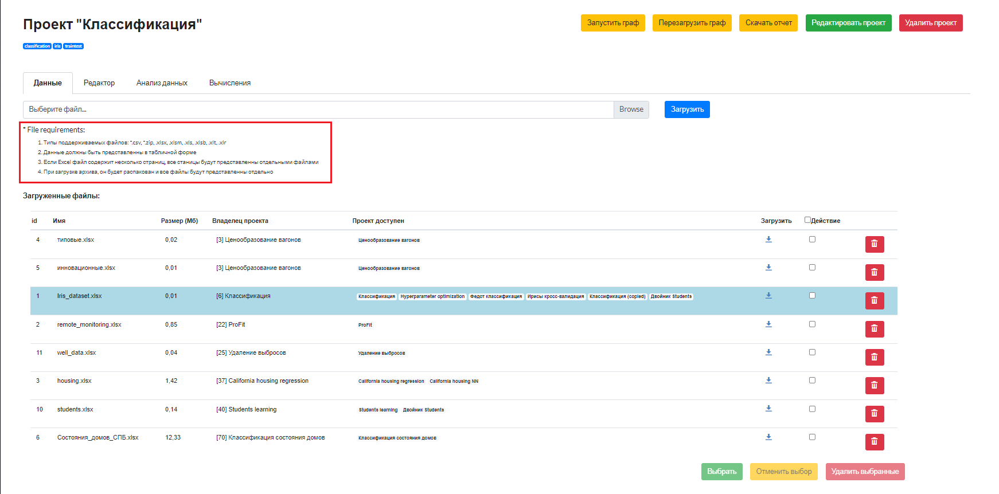 Проект "Классификация"
Запустить граф Перезагрузить граф Скачать отчет Редактировать проект Удалить проект
classification iris traintest
Данные Редактор Анализ данных Вычисления
Выберите файл... Browse Загрузить
* File requirements:
1. Типы поддерживаемых файлов: *.csv, *.zip, .xlsx, .xlsm, .xls, .xlsb, .xlt, .xlr
2. Данные должны быть представленны в табличной форме
3. Если Excel файл содержит несколько страниц, все станицы будут представленны отдельными файлами
4. При загрузке архива, он будет распакован и все файлы будут представленны отдельно
Загруженные файлы:
id Имя Размер (Мб) Владелец проекта Проект доступен Загрузить Действие
4 типовые.xlsx 0,02 [3] Ценообразование вагонов Ценообразование вагонов
5 инновационные.xlsx 0,01 [3] Ценообразование вагонов Ценообразование вагонов
1 Iris_dataset.xlsx 0,01 [6] Классификация Классификация Hyperparameter optimization Федот классификация Ирисы кросс-валидация Классификация (copied) Двойник Students
2 remote_monitoring.xlsx 0,85 [22] ProFit ProFit
11 well_data.xlsx 0,04 [25] Удаление выбросов Удаление выбросов
3 housing.xlsx 1,42 [37] California housing regression California housing regression California housing NN
10 students.xlsx 0,14 [40] Students learning Students learning Двойник Students
6 Состояния_домов_СПБ.xlsx 12,33 [70] Классификация состояния домов Классификация состояния домов
Выбрать Отменить выбор Удалить выбранные